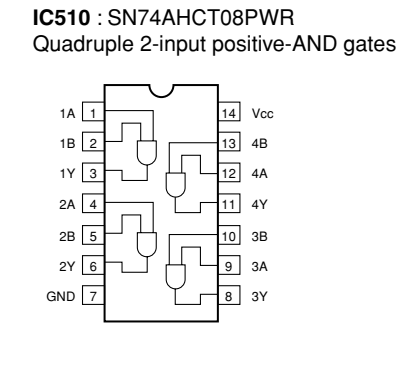 IC510 : SN74AHCT08PWR
Quadruple 2-input positive-AND gates
1A 1 14 Vcc
1B 2 13 4B
1Y 3 12 4A
2A 4 11 4Y
2B 5 10 3B
2Y 6 9 3A
GND 7 8 3Y